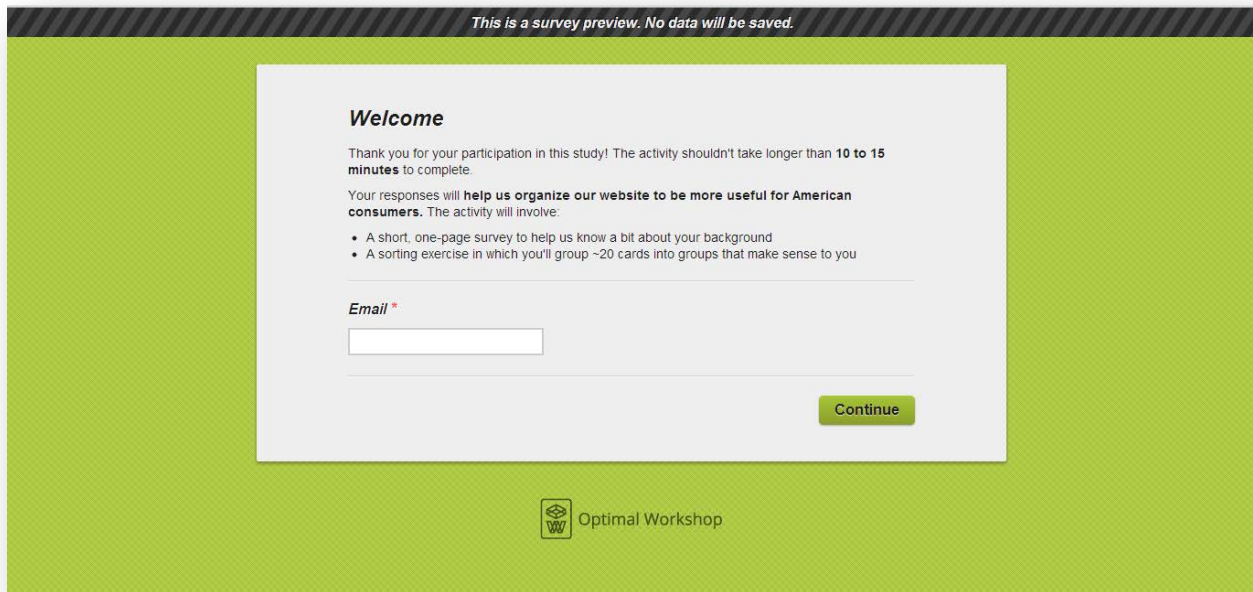 This is a survey preview. No data will be saved.
Welcome
Thank you for your participation in this study! The activity shouldn't take longer than 10 to 15
minutes to complete.
Your responses will help us organize our website to be more useful for American
consumers. The activity will involve:
• A short, one-page survey to help us know a bit about your background
• A sorting exercise in which you'll group ~20 cards into groups that make sense to you
Email *
Continue
Optimal Workshop